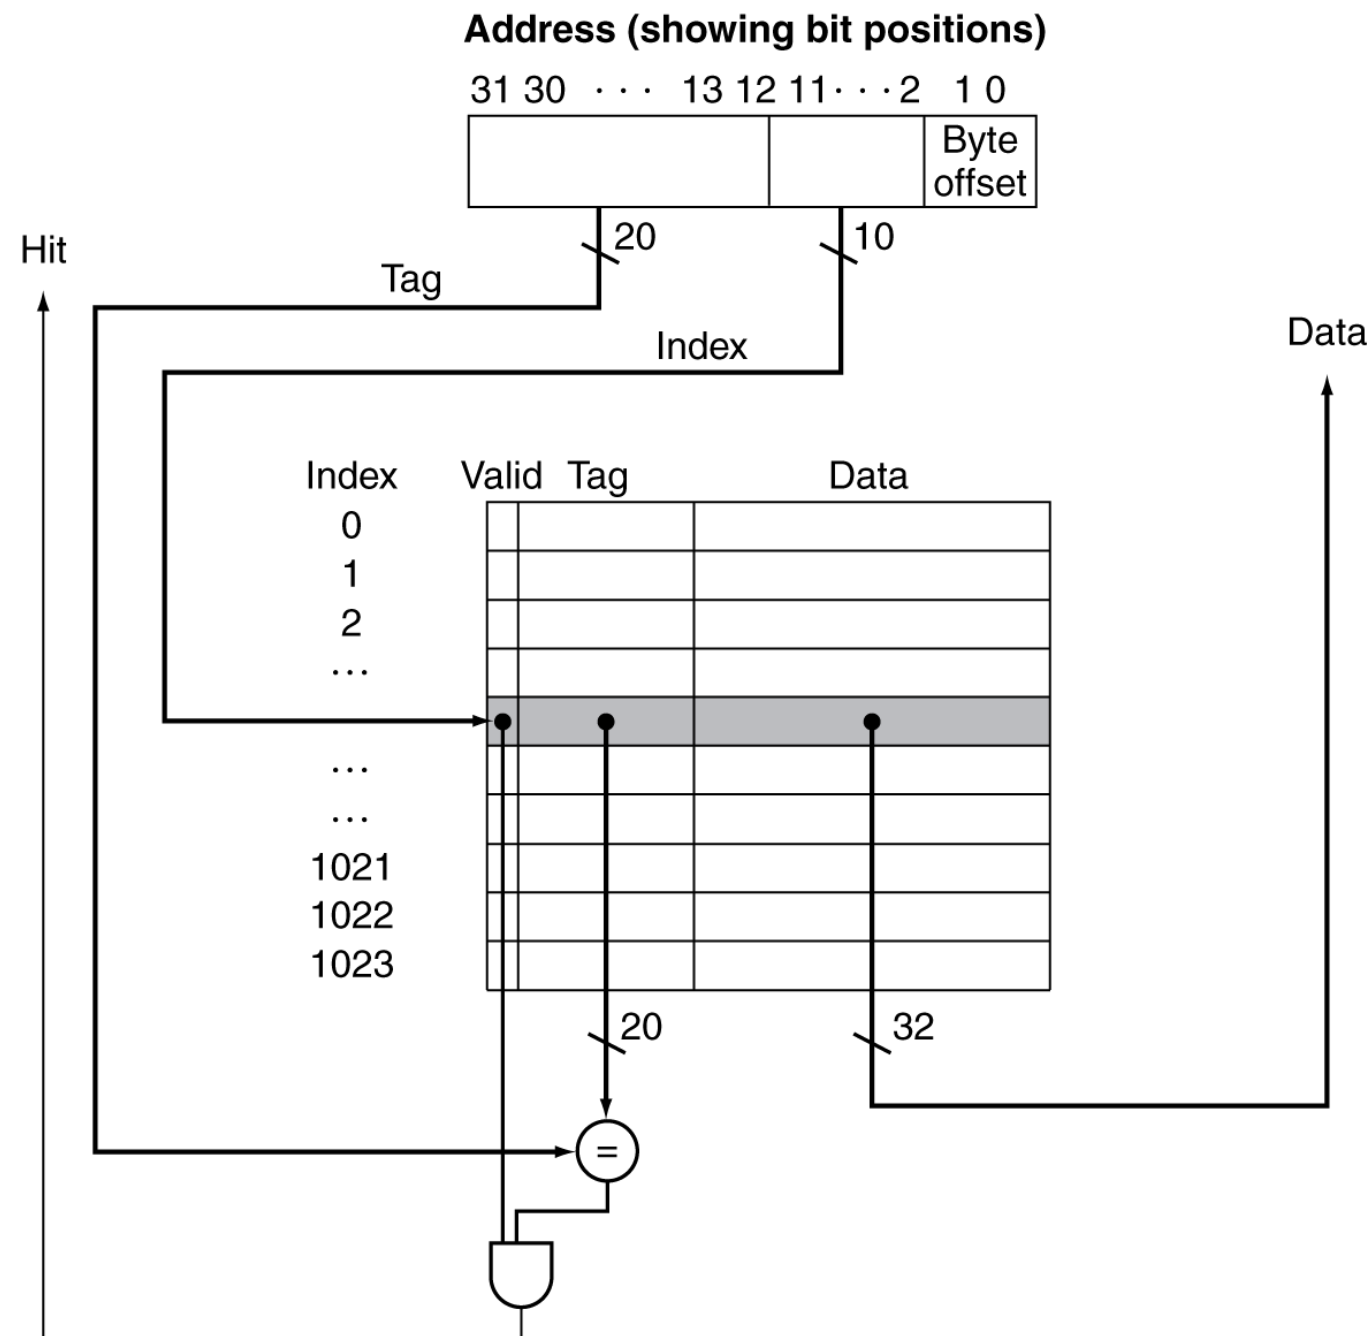 Address (showing bit positions)
31 30 · · · 13 12 11 · · · 2 1 0
Byte
offset
20 10
Hit
Tag
Data
Index
Index Valid Tag Data
0
1
2
···
···
···
1021
1022
1023
20 32
=